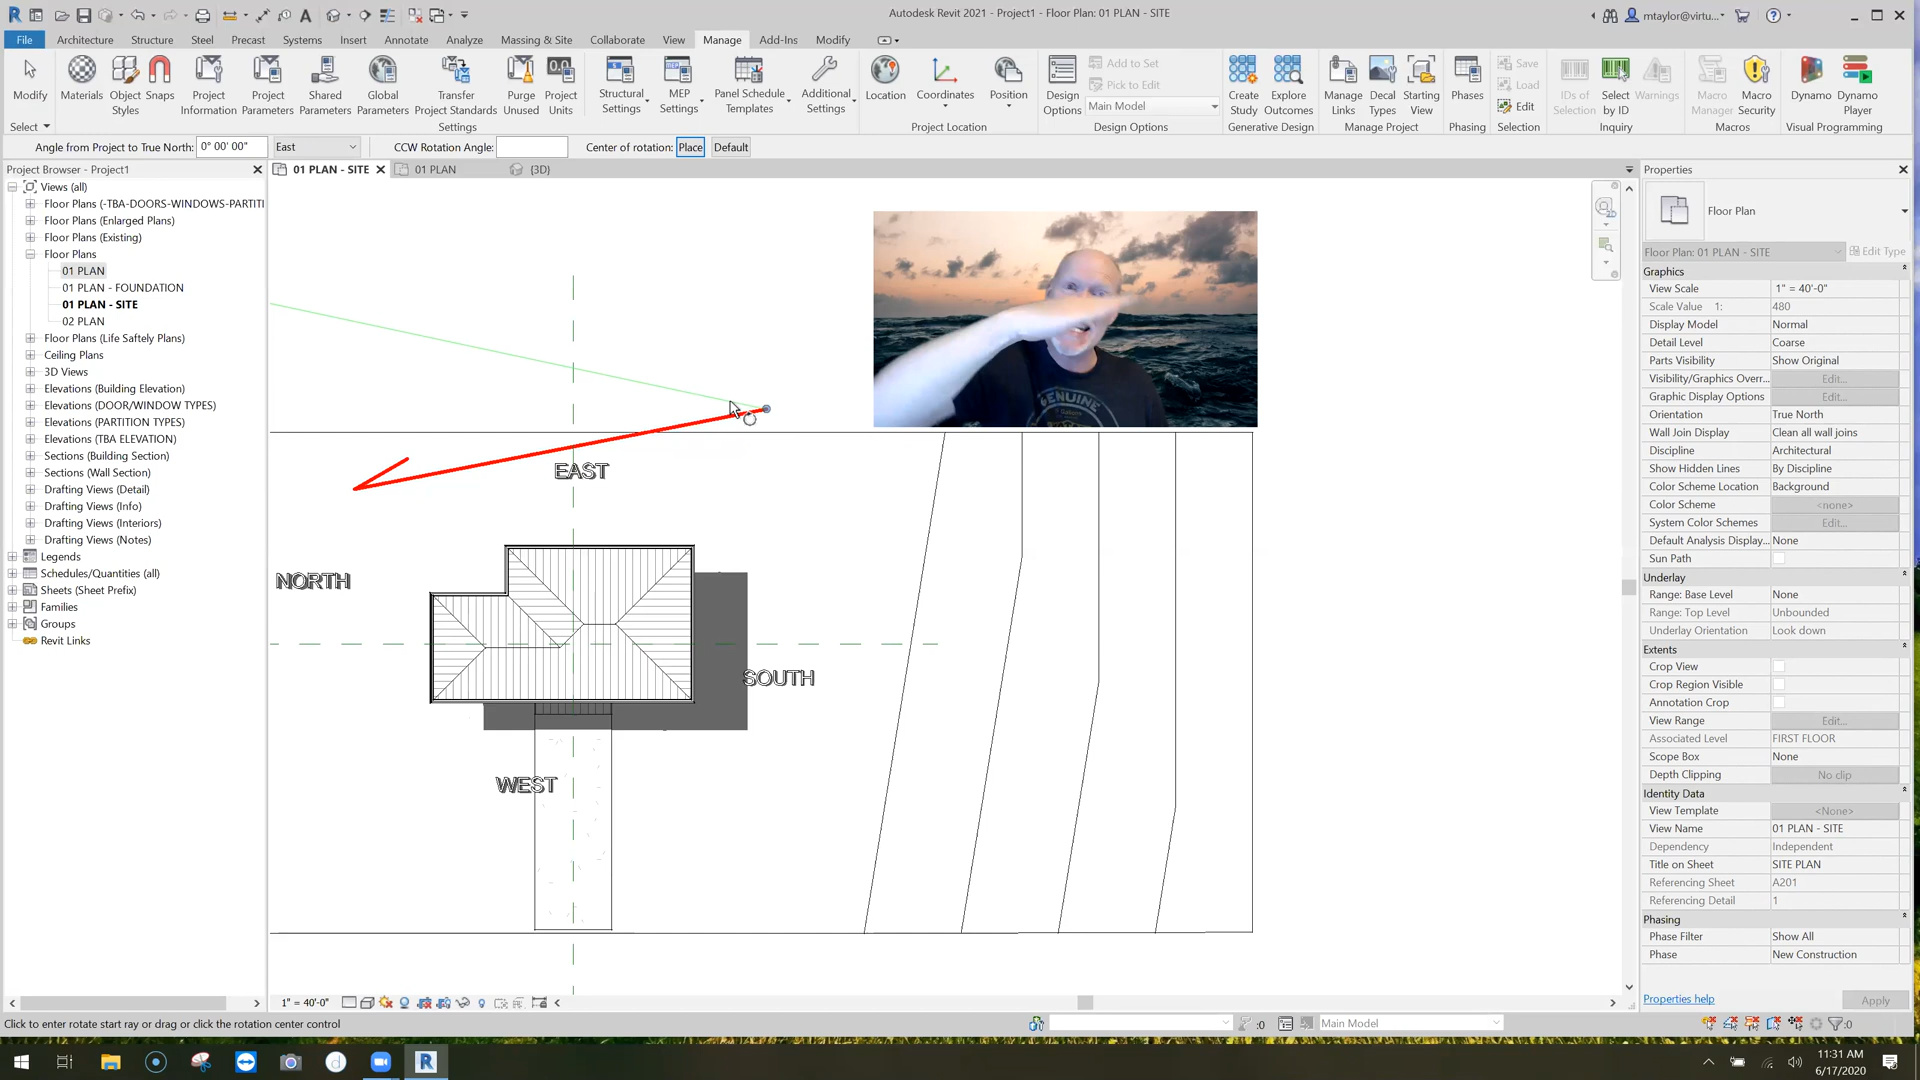 Autodesk Revit 2021 - Project1 - Floor Plan: 01 PLAN - SITE
mtaylor@virtu...
File Architecture Structure Steel Precast Systems Insert Annotate Analyze Massing & Site Collaborate View Manage Add-Ins Modify
Modify
Materials
Object Styles
Snaps
Project Information
Project Parameters
Shared Parameters
Global Parameters
Transfer Project Standards
Purge Unused
Project Units
Structural Settings
MEP Settings
Panel Schedule Templates
Additional Settings
Location
Coordinates
Position
Design Options
Add to Set
Pick to Edit
Main Model
Create Study
Explore Outcomes
Manage Links
Decal Types
Starting View
Phases
Save
Load
Edit
IDs of Selection
Select by ID
Warnings
Macro Manager
Macro Security
Dynamo
Dynamo Player
Select
Settings
Project Location
Design Options
Generative Design
Manage Project
Phasing
Selection
Inquiry
Macros
Visual Programming
Angle from Project to True North: 0° 00' 00" East CCW Rotation Angle: Center of rotation: Place Default
Project Browser - Project1
Views (all)
Floor Plans (-TBA-DOORS-WINDOWS-PARTITI
Floor Plans (Enlarged Plans)
Floor Plans (Existing)
Floor Plans
01 PLAN
01 PLAN - FOUNDATION
01 PLAN - SITE
02 PLAN
Floor Plans (Life Saftely Plans)
Ceiling Plans
3D Views
Elevations (Building Elevation)
Elevations (DOOR/WINDOW TYPES)
Elevations (PARTITION TYPES)
Elevations (TBA ELEVATION)
Sections (Building Section)
Sections (Wall Section)
Drafting Views (Detail)
Drafting Views (Info)
Drafting Views (Interiors)
Drafting Views (Notes)
Legends
Schedules/Quantities (all)
Sheets (Sheet Prefix)
Families
Groups
Revit Links
01 PLAN - SITE
01 PLAN
{3D}
GENUINE
EAST
NORTH
SOUTH
WEST
1" = 40'-0"
Properties
Floor Plan
Floor Plan: 01 PLAN - SITE
Edit Type
Graphics
View Scale 1" = 40'-0"
Scale Value 1: 480
Display Model Normal
Detail Level Coarse
Parts Visibility Show Original
Visibility/Graphics Overr... Edit...
Graphic Display Options Edit...
Orientation True North
Wall Join Display Clean all wall joins
Discipline Architectural
Show Hidden Lines By Discipline
Color Scheme Location Background
Color Scheme <none>
System Color Schemes Edit...
Default Analysis Display... None
Sun Path
Underlay
Range: Base Level None
Range: Top Level Unbounded
Underlay Orientation Look down
Extents
Crop View
Crop Region Visible
Annotation Crop
View Range Edit...
Associated Level FIRST FLOOR
Scope Box None
Depth Clipping No clip
Identity Data
View Template <None>
View Name 01 PLAN - SITE
Dependency Independent
Title on Sheet SITE PLAN
Referencing Sheet A201
Referencing Detail 1
Phasing
Phase Filter Show All
Phase New Construction
Properties help
Apply
Click to enter rotate start ray or drag or click the rotation center control
:0
Main Model
:0
11:31 AM
6/17/2020